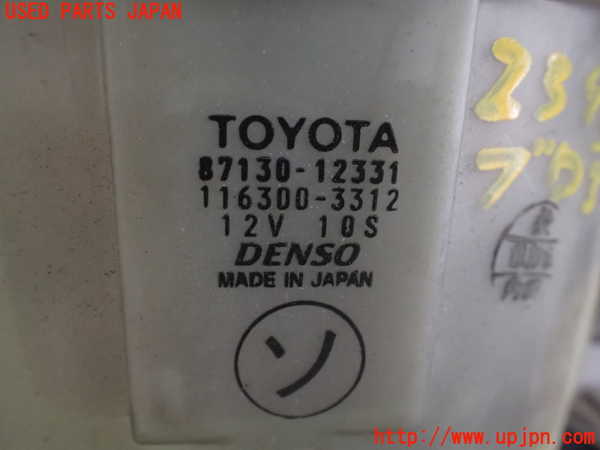 USED PARTS JAPAN
TOYOTA
87130-12331
116300-3312
12V 10S
DENSO
MADE IN JAPAN
ソ
http://www.upjpn.com